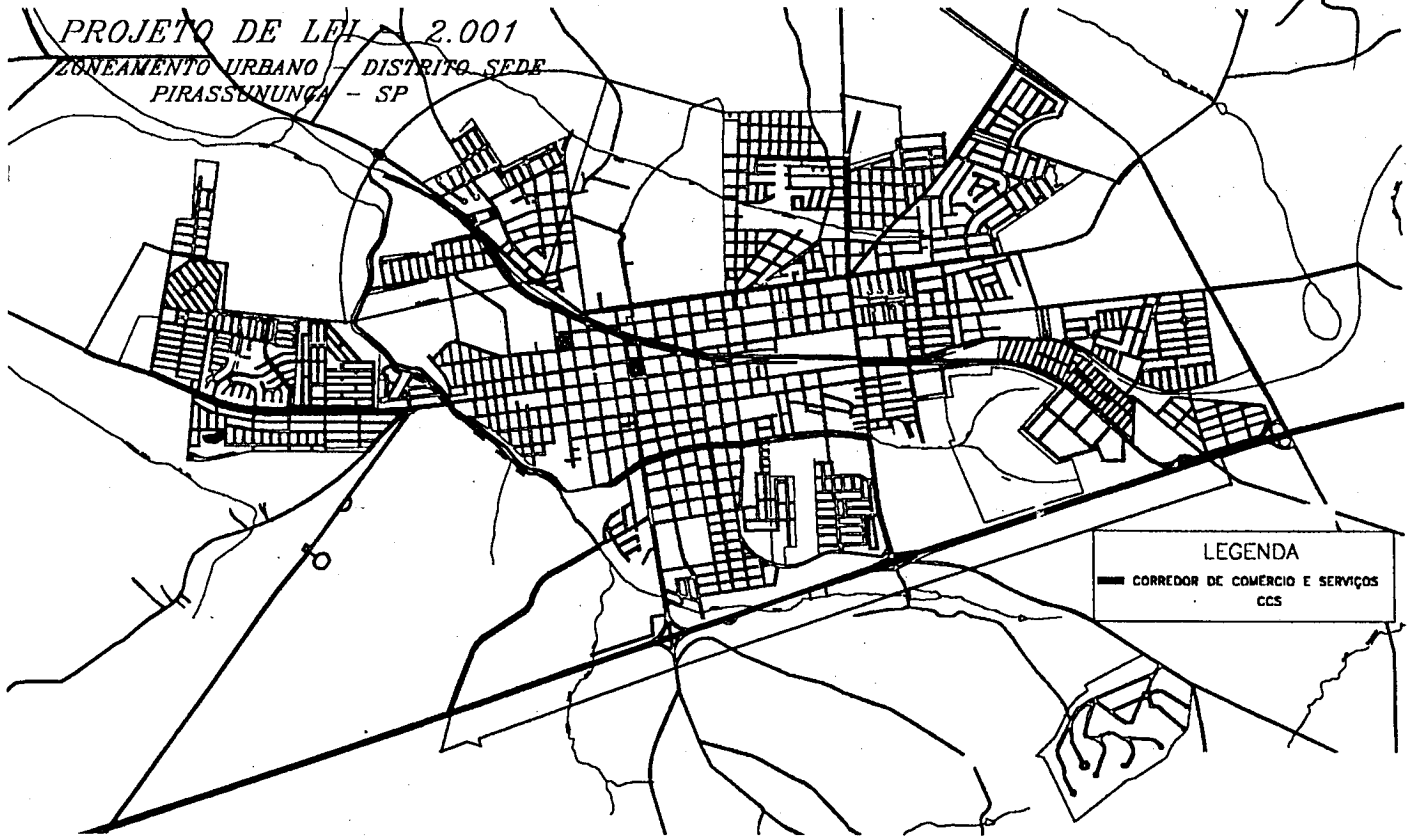 PROJETO DE LEI 2.001
ZONEAMENTO URBANO - DISTRITO SEDE
PIRASSUNUNGA - SP
LEGENDA
CORREDOR DE COMÉRCIO E SERVIÇOS
CCS